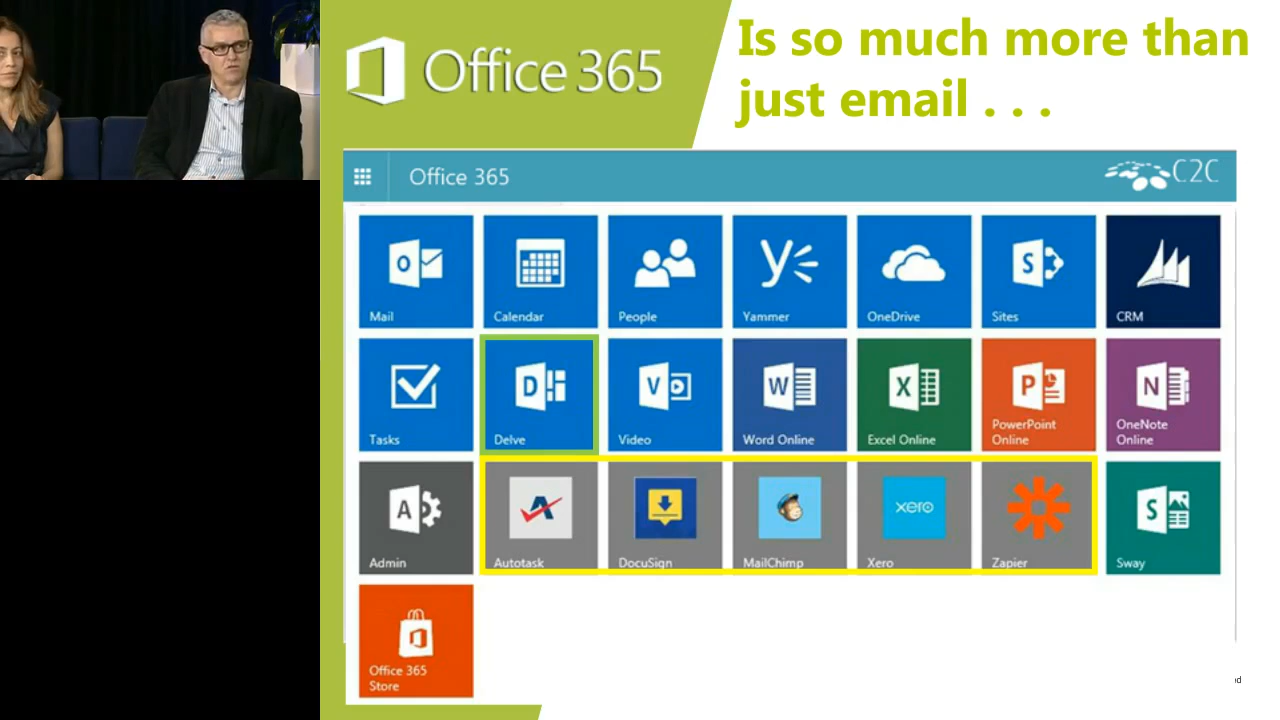 Office 365
Is so much more than
just email . . .
Office 365
C2C
Mail
Calendar
People
Yammer
OneDrive
Sites
CRM
Tasks
Delve
Video
Word Online
Excel Online
PowerPoint
Online
OneNote
Online
Admin
Autotask
DocuSign
MailChimp
xero
Xero
Zapier
Sway
Office 365
Store